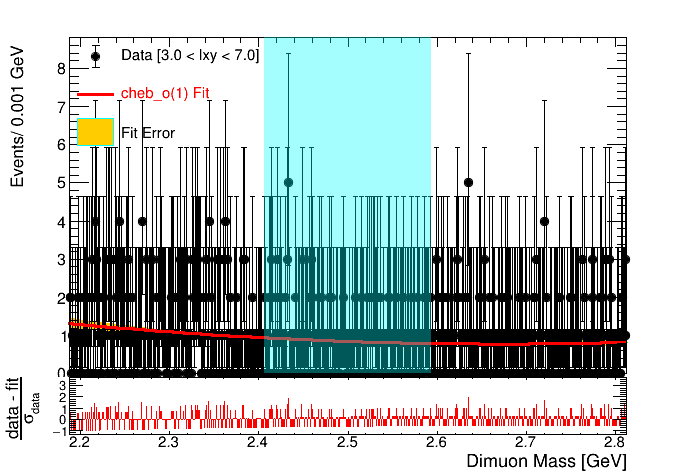 Events/ 0.001 GeV
Data [3.0 < lxy < 7.0]
cheb_o(1) Fit
Fit Error
8
7
6
5
4
3
2
1
0
data - fit
σdata
3
2
1
0
−1
2.2 2.3 2.4 2.5 2.6 2.7 2.8
Dimuon Mass [GeV]